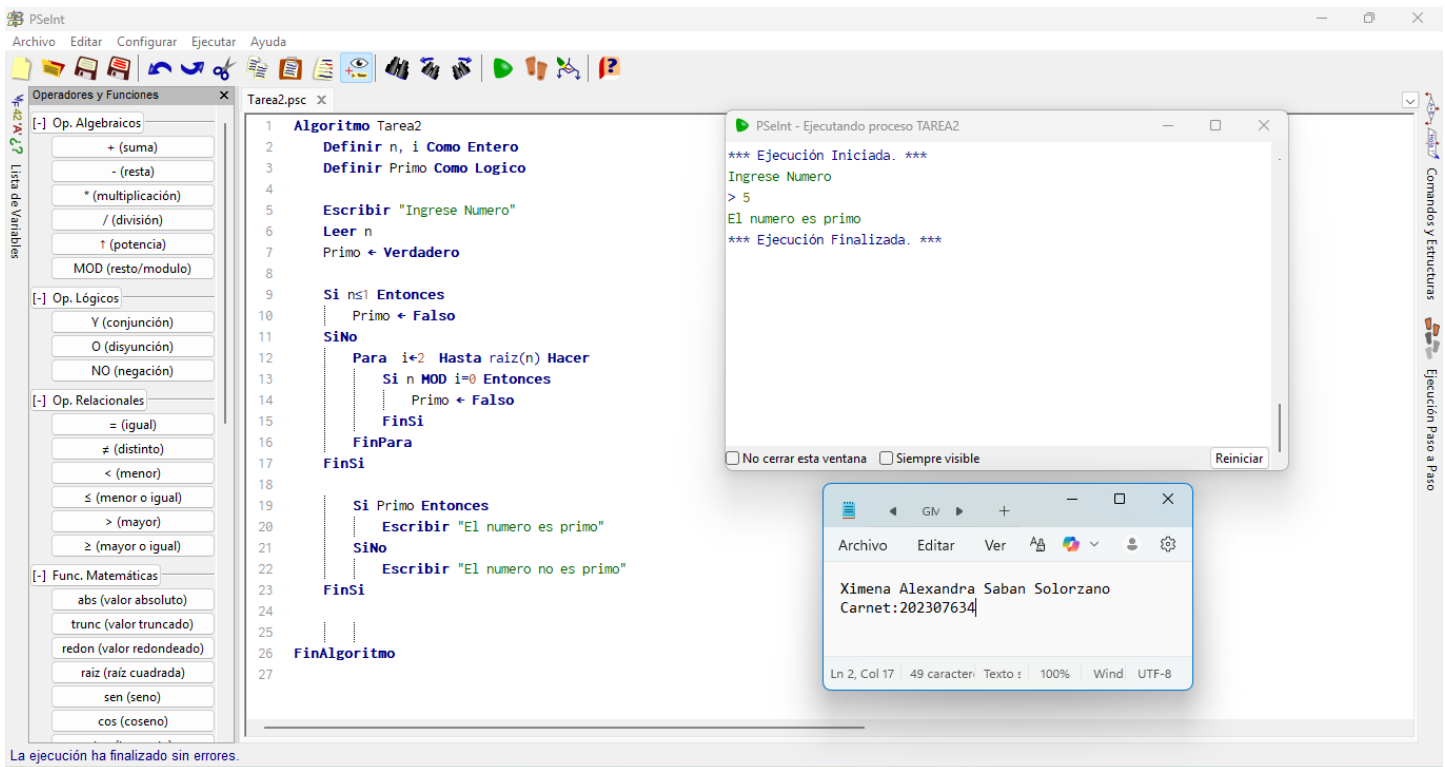 PSeInt
Archivo Editar Configurar Ejecutar Ayuda
Operadores y Funciones
[-] Op. Algebraicos
+ (suma)
- (resta)
* (multiplicación)
/ (división)
↑ (potencia)
MOD (resto/modulo)
[-] Op. Lógicos
Y (conjunción)
O (disyunción)
NO (negación)
[-] Op. Relacionales
= (igual)
≠ (distinto)
< (menor)
≤ (menor o igual)
> (mayor)
≥ (mayor o igual)
[-] Func. Matemáticas
abs (valor absoluto)
trunc (valor truncado)
redon (valor redondeado)
raiz (raíz cuadrada)
sen (seno)
cos (coseno)
Lista de Variables
Tarea2.psc
1 Algoritmo Tarea2
2 Definir n, i Como Entero
3 Definir Primo Como Logico
4
5 Escribir "Ingrese Numero"
6 Leer n
7 Primo ← Verdadero
8
9 Si n≤1 Entonces
10 Primo ← Falso
11 SiNo
12 Para i←2 Hasta raiz(n) Hacer
13 Si n MOD i=0 Entonces
14 Primo ← Falso
15 FinSi
16 FinPara
17 FinSi
18
19 Si Primo Entonces
20 Escribir "El numero es primo"
21 SiNo
22 Escribir "El numero no es primo"
23 FinSi
24
25
26 FinAlgoritmo
27
PSeInt - Ejecutando proceso TAREA2
*** Ejecución Iniciada. ***
Ingrese Numero
> 5
El numero es primo
*** Ejecución Finalizada. ***
No cerrar esta ventana Siempre visible Reiniciar
GM
Archivo Editar Ver
Ximena Alexandra Saban Solorzano
Carnet:202307634
Ln 2, Col 17 49 caracter Texto s 100% Wind UTF-8
Comandos y Estructuras
Ejecución Paso a Paso
La ejecución ha finalizado sin errores.